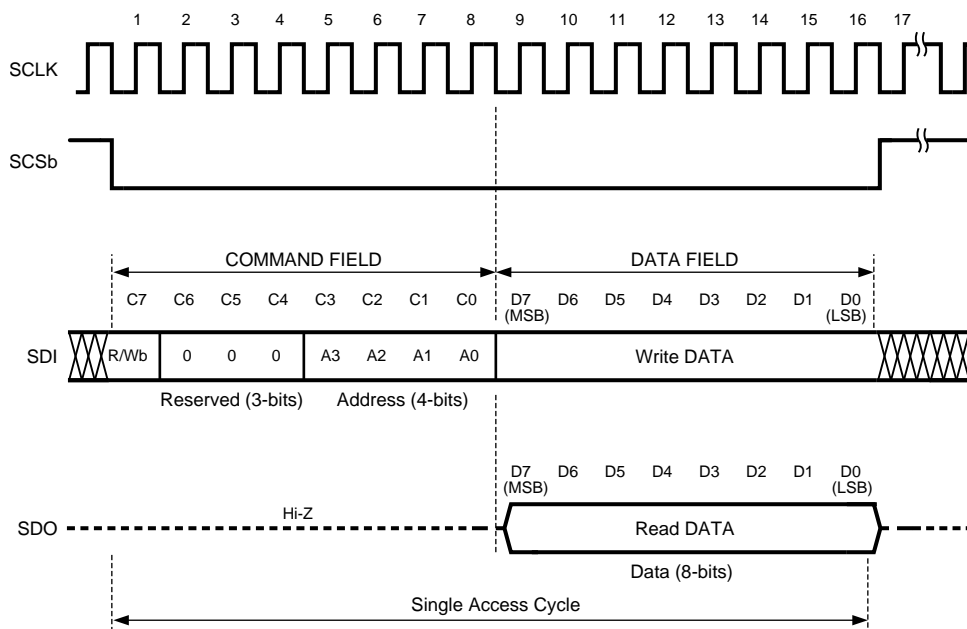 1 2 3 4 5 6 7 8 9 10 11 12 13 14 15 16 17
SCLK
SCSb
COMMAND FIELD DATA FIELD
C7 C6 C5 C4 C3 C2 C1 C0 D7 D6 D5 D4 D3 D2 D1 D0
(MSB) (LSB)
SDI R/Wb 0 0 0 A3 A2 A1 A0 Write DATA
Reserved (3-bits) Address (4-bits)
D7 D6 D5 D4 D3 D2 D1 D0
(MSB) (LSB)
Hi-Z
SDO Read DATA
Data (8-bits)
Single Access Cycle